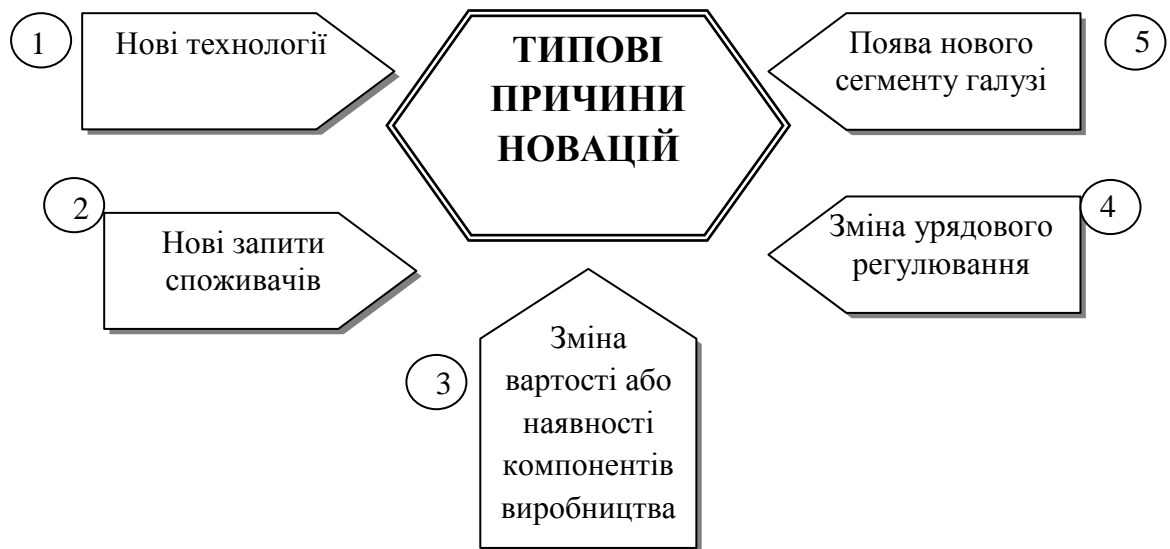 ТИПОВІ
ПРИЧИНИ
НОВАЦІЙ
1
Нові технології
2
Нові запити
споживачів
3
Зміна
вартості або
наявності
компонентів
виробництва
4
Зміна урядового
регулювання
5
Поява нового
сегменту галузі